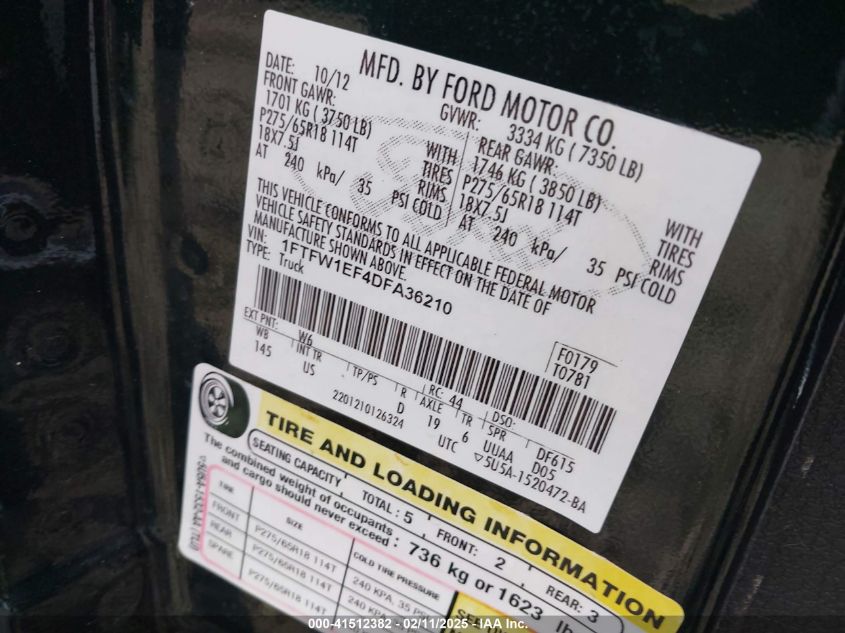 MFD. BY FORD MOTOR CO.
DATE: 10/12 GVWR: 3334 KG ( 7350 LB)
FRONT GAWR: REAR GAWR:
1701 KG ( 3750 LB) WITH 1746 KG ( 3850 LB) WITH
P275/65R18 114T TIRES P275/65R18 114T TIRES
18X7.5J RIMS 18X7.5J RIMS
AT 240 kPa/ 35 PSI COLD AT 240 kPa/ 35 PSI COLD
THIS VEHICLE CONFORMS TO ALL APPLICABLE FEDERAL MOTOR
VEHICLE SAFETY STANDARDS IN EFFECT ON THE DATE OF
MANUFACTURE SHOWN ABOVE.
VIN: 1FTFW1EF4DFA36210
TYPE: Truck
F0179
T0781
EXT PNT: W6 RC: 44 DSO:
WB INT TR TP/PS R AXLE TR SPR DF615
145 US D 19 6 UUAA D05
2201210126324 UTC ▽5U5A-1520472-BA
TIRE AND LOADING INFORMATION
SEATING CAPACITY TOTAL: 5 FRONT: 2 REAR: 3
The combined weight of occupants
and cargo should never exceed : 736 kg or 1623 lb
TIRE SIZE COLD TIRE PRESSURE
FRONT P275/65R18 114T 240 KPA, 35 PSI
REAR P275/65R18 114T 240 KPA,
SPARE P275/65R18 114T
000-41512382 - 02/11/2025 - IAA Inc.